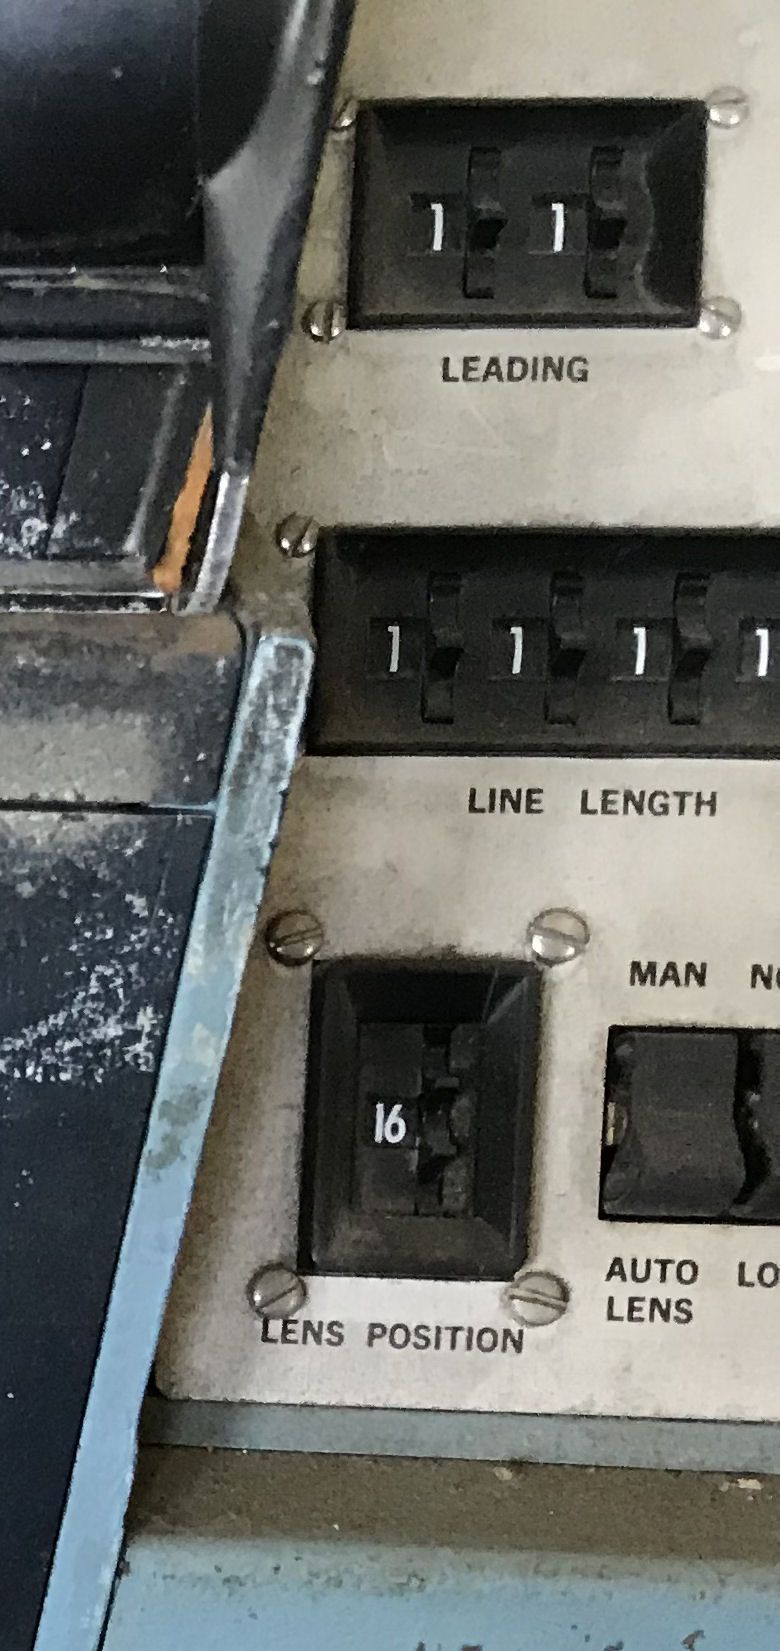 1 1
LEADING
1 1 1 1
LINE LENGTH
MAN
16
AUTO
LENS
LENS POSITION